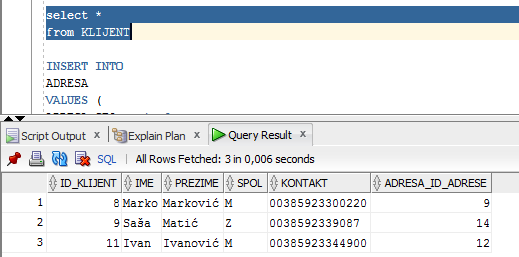 select *
from KLIJENT
INSERT INTO
ADRESA
VALUES (
Script Output x Explain Plan x Query Result x
SQL | All Rows Fetched: 3 in 0,006 seconds
ID_KLIJENT IME PREZIME SPOL KONTAKT ADRESA_ID_ADRESE
1 8 Marko Marković M 00385923300220 9
2 9 Saša Matić Z 0038592339087 14
3 11 Ivan Ivanović M 00385923344900 12